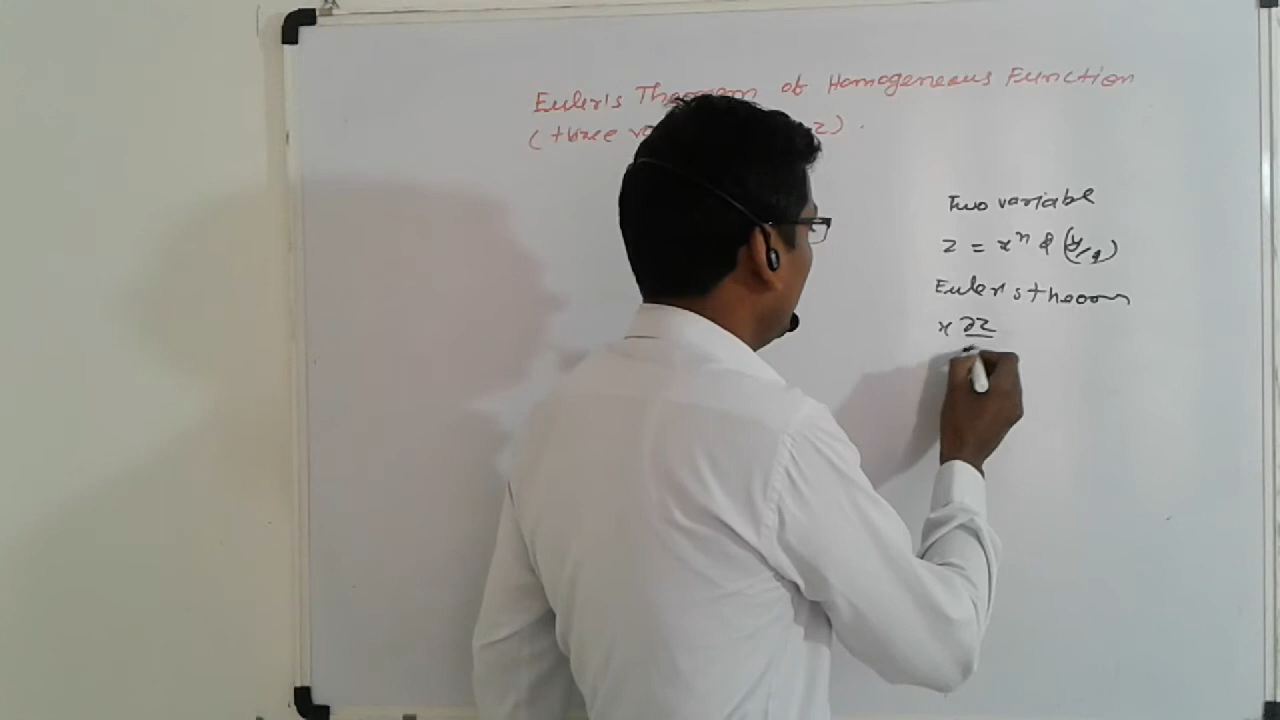 Euler's Theorem of Homogeneous Function
(three z).
Two variable
z = xⁿ φ (y/x)
Euler's theorem
x ∂z